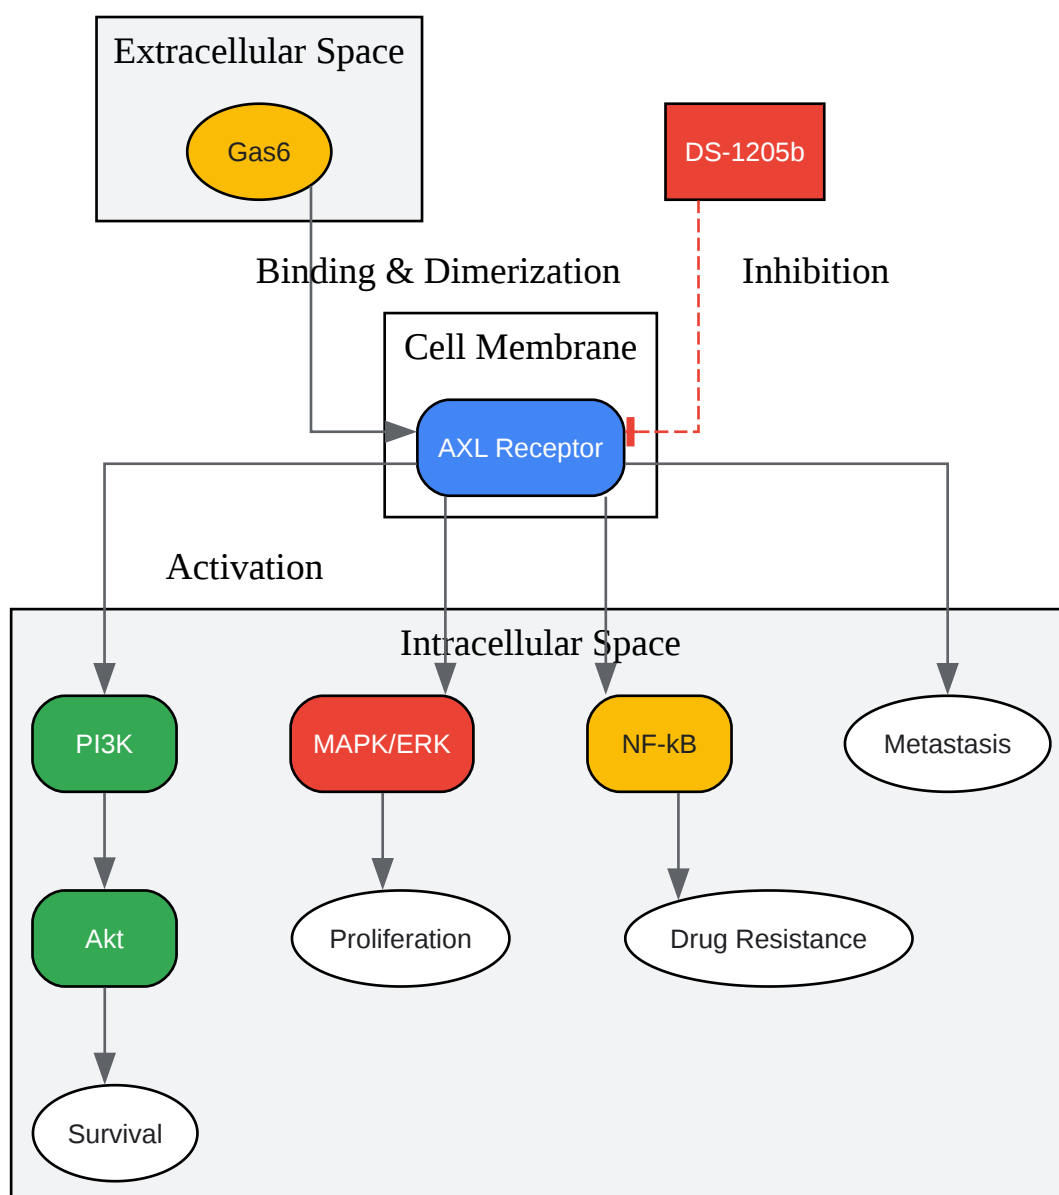 Extracellular Space
Gas6
DS-1205b
Binding & Dimerization
Inhibition
Cell Membrane
AXL Receptor
Activation
Intracellular Space
PI3K
MAPK/ERK
NF-kB
Metastasis
Akt
Proliferation
Drug Resistance
Survival